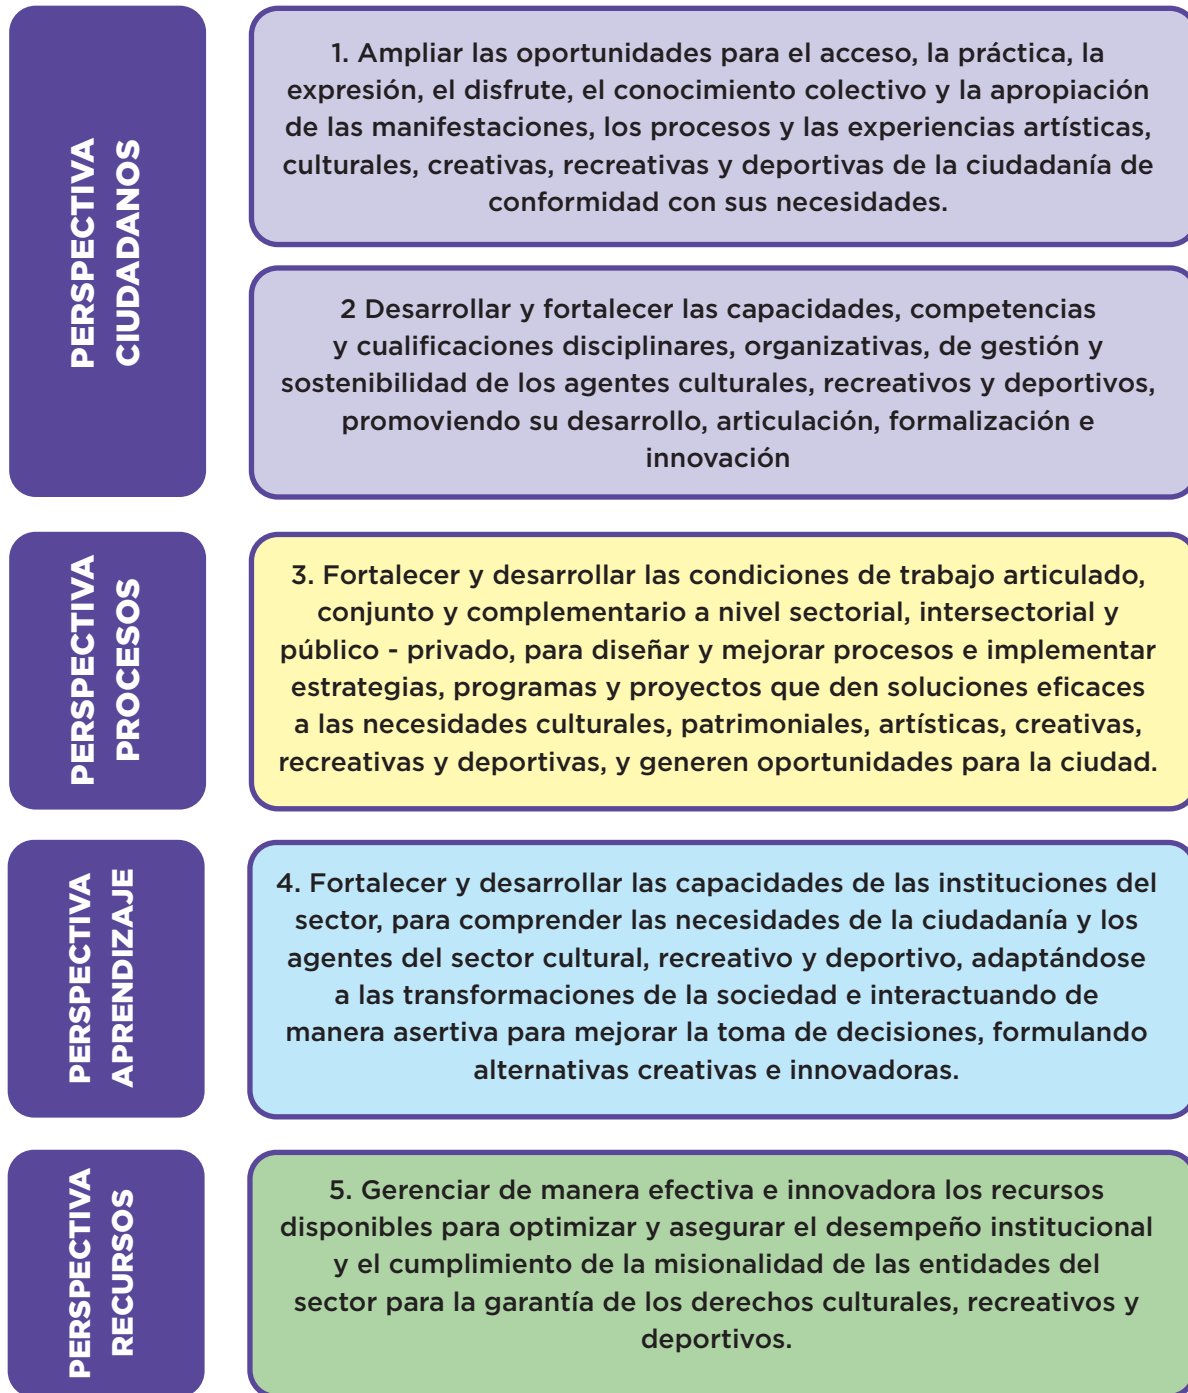 PERSPECTIVA
CIUDADANOS
1. Ampliar las oportunidades para el acceso, la práctica, la
expresión, el disfrute, el conocimiento colectivo y la apropiación
de las manifestaciones, los procesos y las experiencias artísticas,
culturales, creativas, recreativas y deportivas de la ciudadanía de
conformidad con sus necesidades.
2 Desarrollar y fortalecer las capacidades, competencias
y cualificaciones disciplinares, organizativas, de gestión y
sostenibilidad de los agentes culturales, recreativos y deportivos,
promoviendo su desarrollo, articulación, formalización e
innovación
PERSPECTIVA
PROCESOS
3. Fortalecer y desarrollar las condiciones de trabajo articulado,
conjunto y complementario a nivel sectorial, intersectorial y
público - privado, para diseñar y mejorar procesos e implementar
estrategias, programas y proyectos que den soluciones eficaces
a las necesidades culturales, patrimoniales, artísticas, creativas,
recreativas y deportivas, y generen oportunidades para la ciudad.
PERSPECTIVA
APRENDIZAJE
4. Fortalecer y desarrollar las capacidades de las instituciones del
sector, para comprender las necesidades de la ciudadanía y los
agentes del sector cultural, recreativo y deportivo, adaptándose
a las transformaciones de la sociedad e interactuando de
manera asertiva para mejorar la toma de decisiones, formulando
alternativas creativas e innovadoras.
PERSPECTIVA
RECURSOS
5. Gerenciar de manera efectiva e innovadora los recursos
disponibles para optimizar y asegurar el desempeño institucional
y el cumplimiento de la misionalidad de las entidades del
sector para la garantía de los derechos culturales, recreativos y
deportivos.